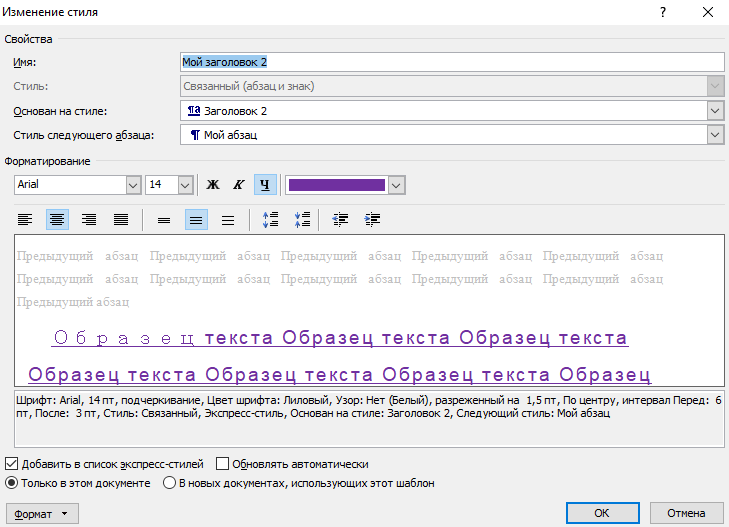 Изменение стиля
Свойства
Имя: Мой заголовок 2
Стиль: Связанный (абзац и знак)
Основан на стиле: ¶a Заголовок 2
Стиль следующего абзаца: ¶ Мой абзац
Форматирование
Arial 14 Ж К Ч
Предыдущий абзац Предыдущий абзац Предыдущий абзац Предыдущий абзац Предыдущий абзац
Предыдущий абзац Предыдущий абзац Предыдущий абзац Предыдущий абзац Предыдущий абзац
Предыдущий абзац
Образец текста Образец текста Образец текста
Образец текста Образец текста Образец текста Образец
Шрифт: Arial, 14 пт, подчеркивание, Цвет шрифта: Лиловый, Узор: Нет (Белый), разреженный на 1,5 пт, По центру, интервал Перед: 6
пт, После: 3 пт, Стиль: Связанный, Экспресс-стиль, Основан на стиле: Заголовок 2, Следующий стиль: Мой абзац
Добавить в список экспресс-стилей Обновлять автоматически
Только в этом документе В новых документах, использующих этот шаблон
Формат ОК Отмена